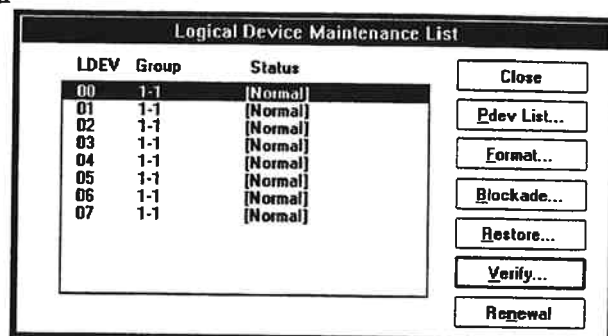 Logical Device Maintenance List
LDEV Group Status
00 1-1 [Normal]
01 1-1 [Normal]
02 1-1 [Normal]
03 1-1 [Normal]
04 1-1 [Normal]
05 1-1 [Normal]
06 1-1 [Normal]
07 1-1 [Normal]
Close
Pdev List...
Format...
Blockade...
Restore...
Verify...
Renewal